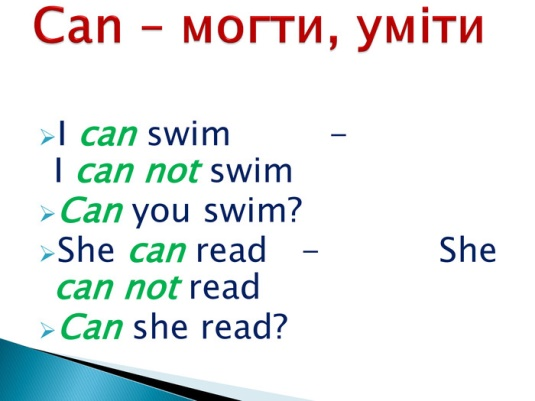 Can – могти, уміти
I can swim –
I can not swim
Can you swim?
She can read – She
can not read
Can she read?